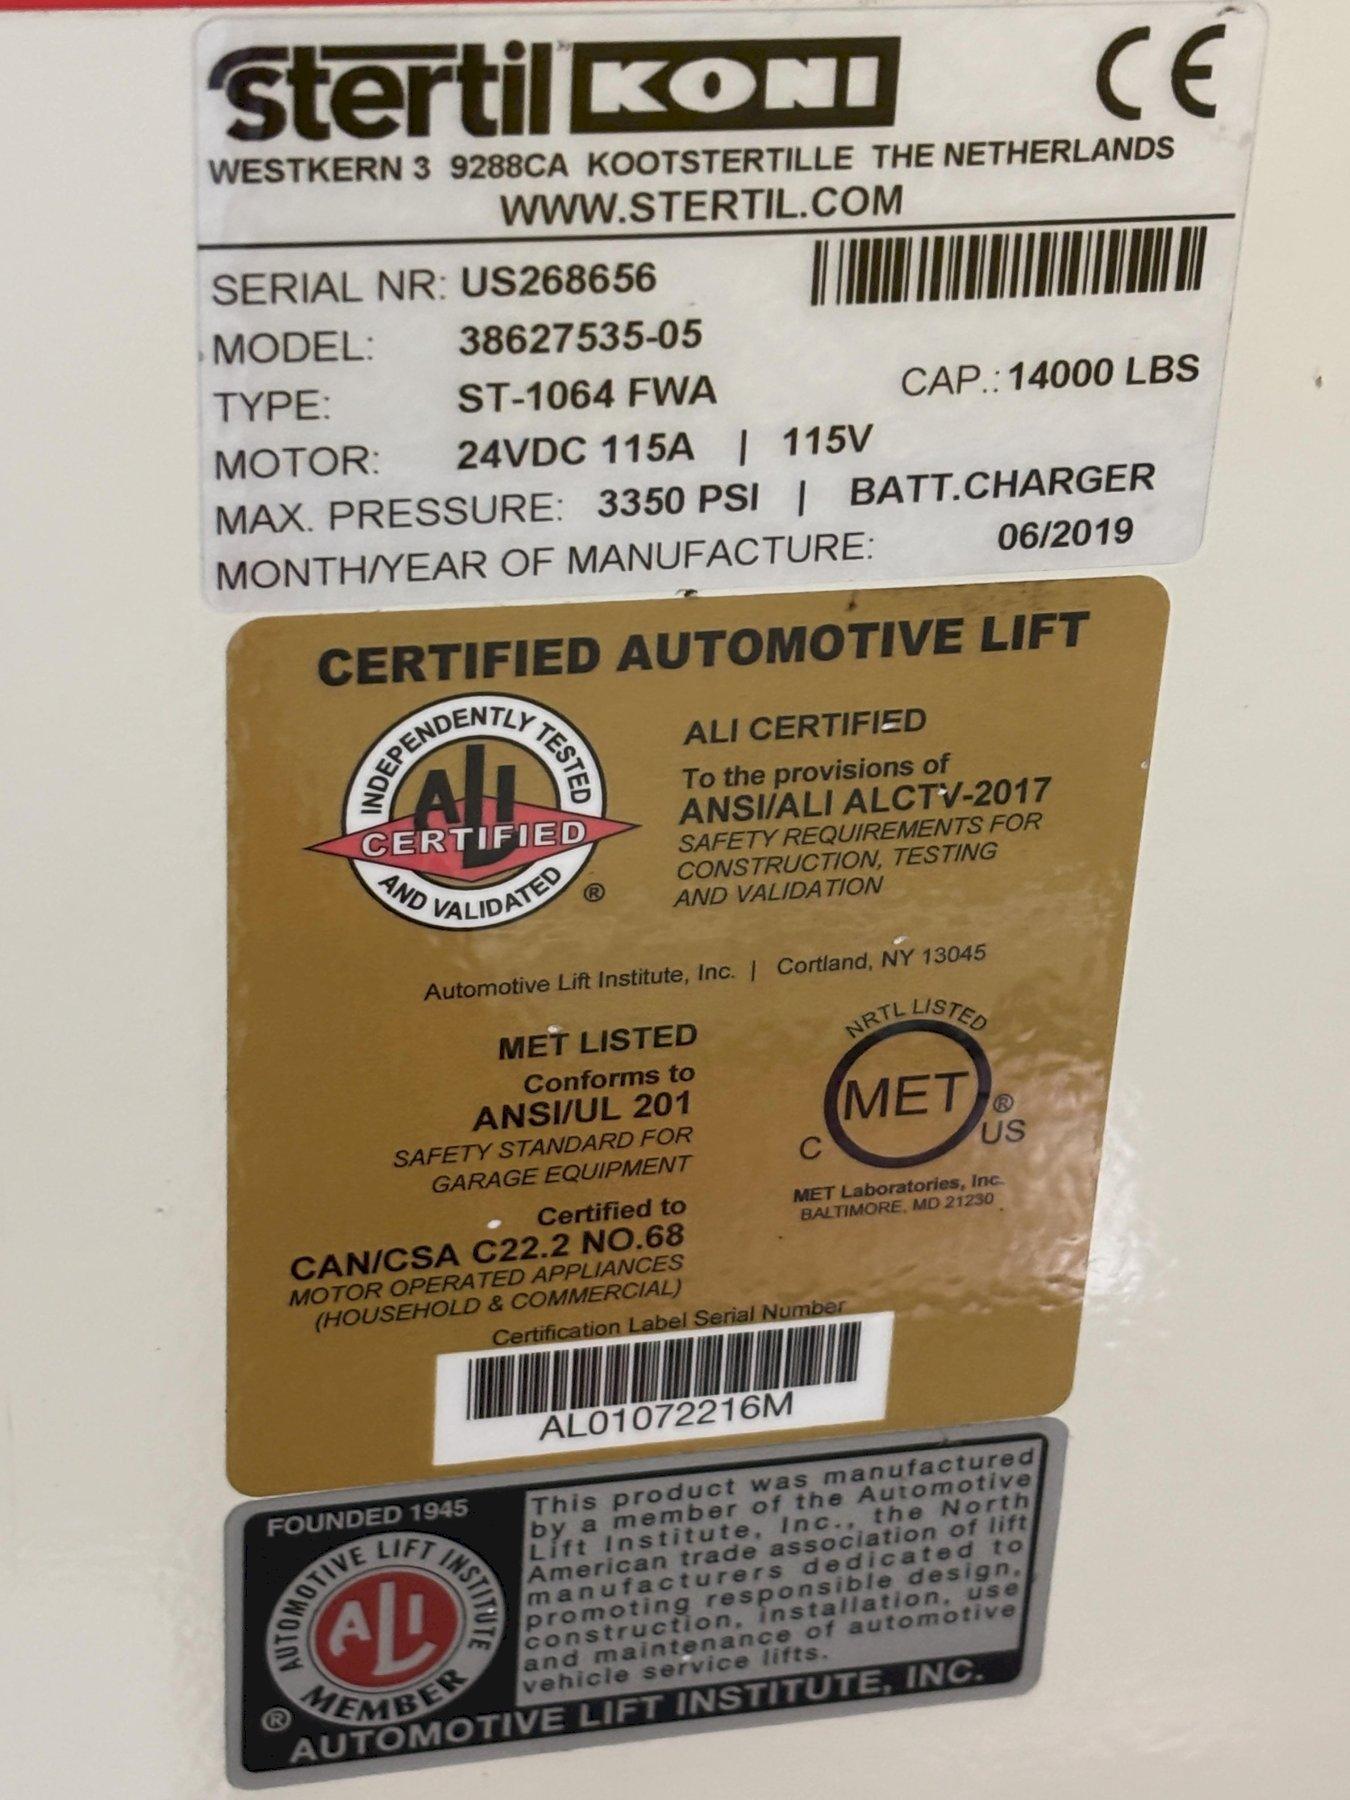 stertil KONI CE
WESTKERN 3 9288CA KOOTSTERTILLE THE NETHERLANDS
WWW.STERTIL.COM
SERIAL NR: US268656
MODEL: 38627535-05
TYPE: ST-1064 FWA CAP.: 14000 LBS
MOTOR: 24VDC 115A | 115V
MAX. PRESSURE: 3350 PSI | BATT.CHARGER
MONTH/YEAR OF MANUFACTURE: 06/2019
CERTIFIED AUTOMOTIVE LIFT
INDEPENDENTLY TESTED
ALI
CERTIFIED
AND VALIDATED
®
ALI CERTIFIED
To the provisions of
ANSI/ALI ALCTV-2017
SAFETY REQUIREMENTS FOR
CONSTRUCTION, TESTING
AND VALIDATION
Automotive Lift Institute, Inc. | Cortland, NY 13045
MET LISTED
Conforms to
ANSI/UL 201
SAFETY STANDARD FOR
GARAGE EQUIPMENT
Certified to
CAN/CSA C22.2 NO.68
MOTOR OPERATED APPLIANCES
(HOUSEHOLD & COMMERCIAL)
NRTL LISTED
MET ®
C US
MET Laboratories, Inc.
BALTIMORE, MD 21230
Certification Label Serial Number
AL01072216M
FOUNDED 1945
AUTOMOTIVE LIFT INSTITUTE
ALI
MEMBER
®
This product was manufactured
by a member of the Automotive
Lift Institute, Inc., the North
American trade association of lift
manufacturers dedicated to
promoting responsible design,
construction, installation, use
and maintenance of automotive
vehicle service lifts.
AUTOMOTIVE LIFT INSTITUTE, INC.